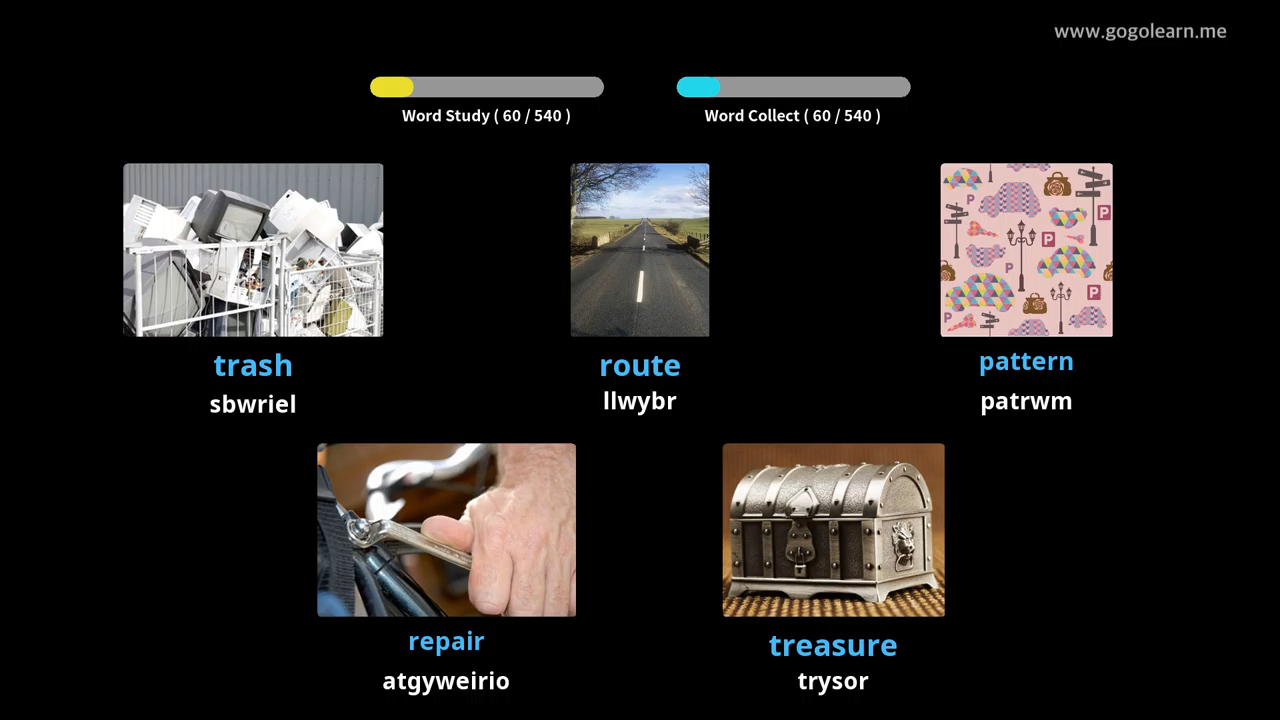 www.gogolearn.me
Word Study ( 60 / 540 )
Word Collect ( 60 / 540 )
P
P
P
P
P
P
trash
route
pattern
sbwriel
llwybr
patrwm
repair
treasure
atgyweirio
trysor